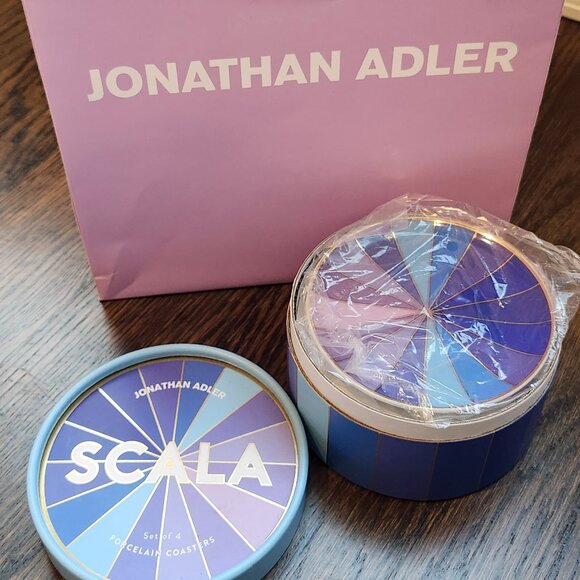 JONATHAN ADLER
JONATHAN ADLER
SCALA
Set of 4
PORCELAIN COASTERS